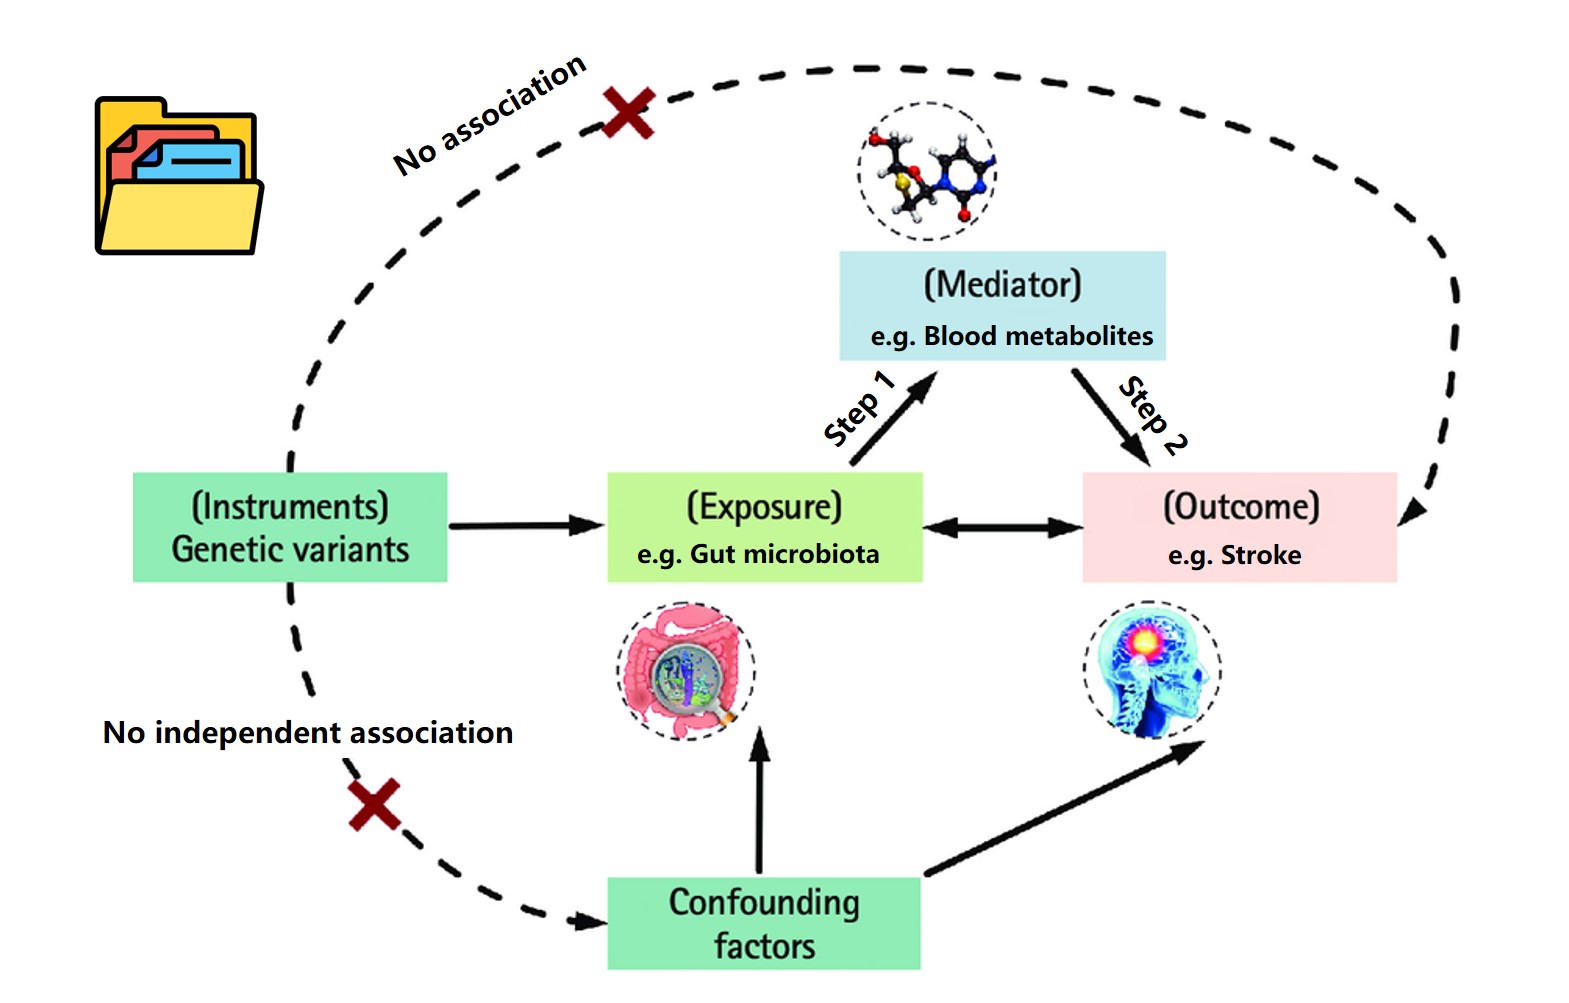 No association
(Mediator)
e.g. Blood metabolites
Step 1
Step 2
(Instruments)
Genetic variants
(Exposure)
e.g. Gut microbiota
(Outcome)
e.g. Stroke
No independent association
Confounding
factors